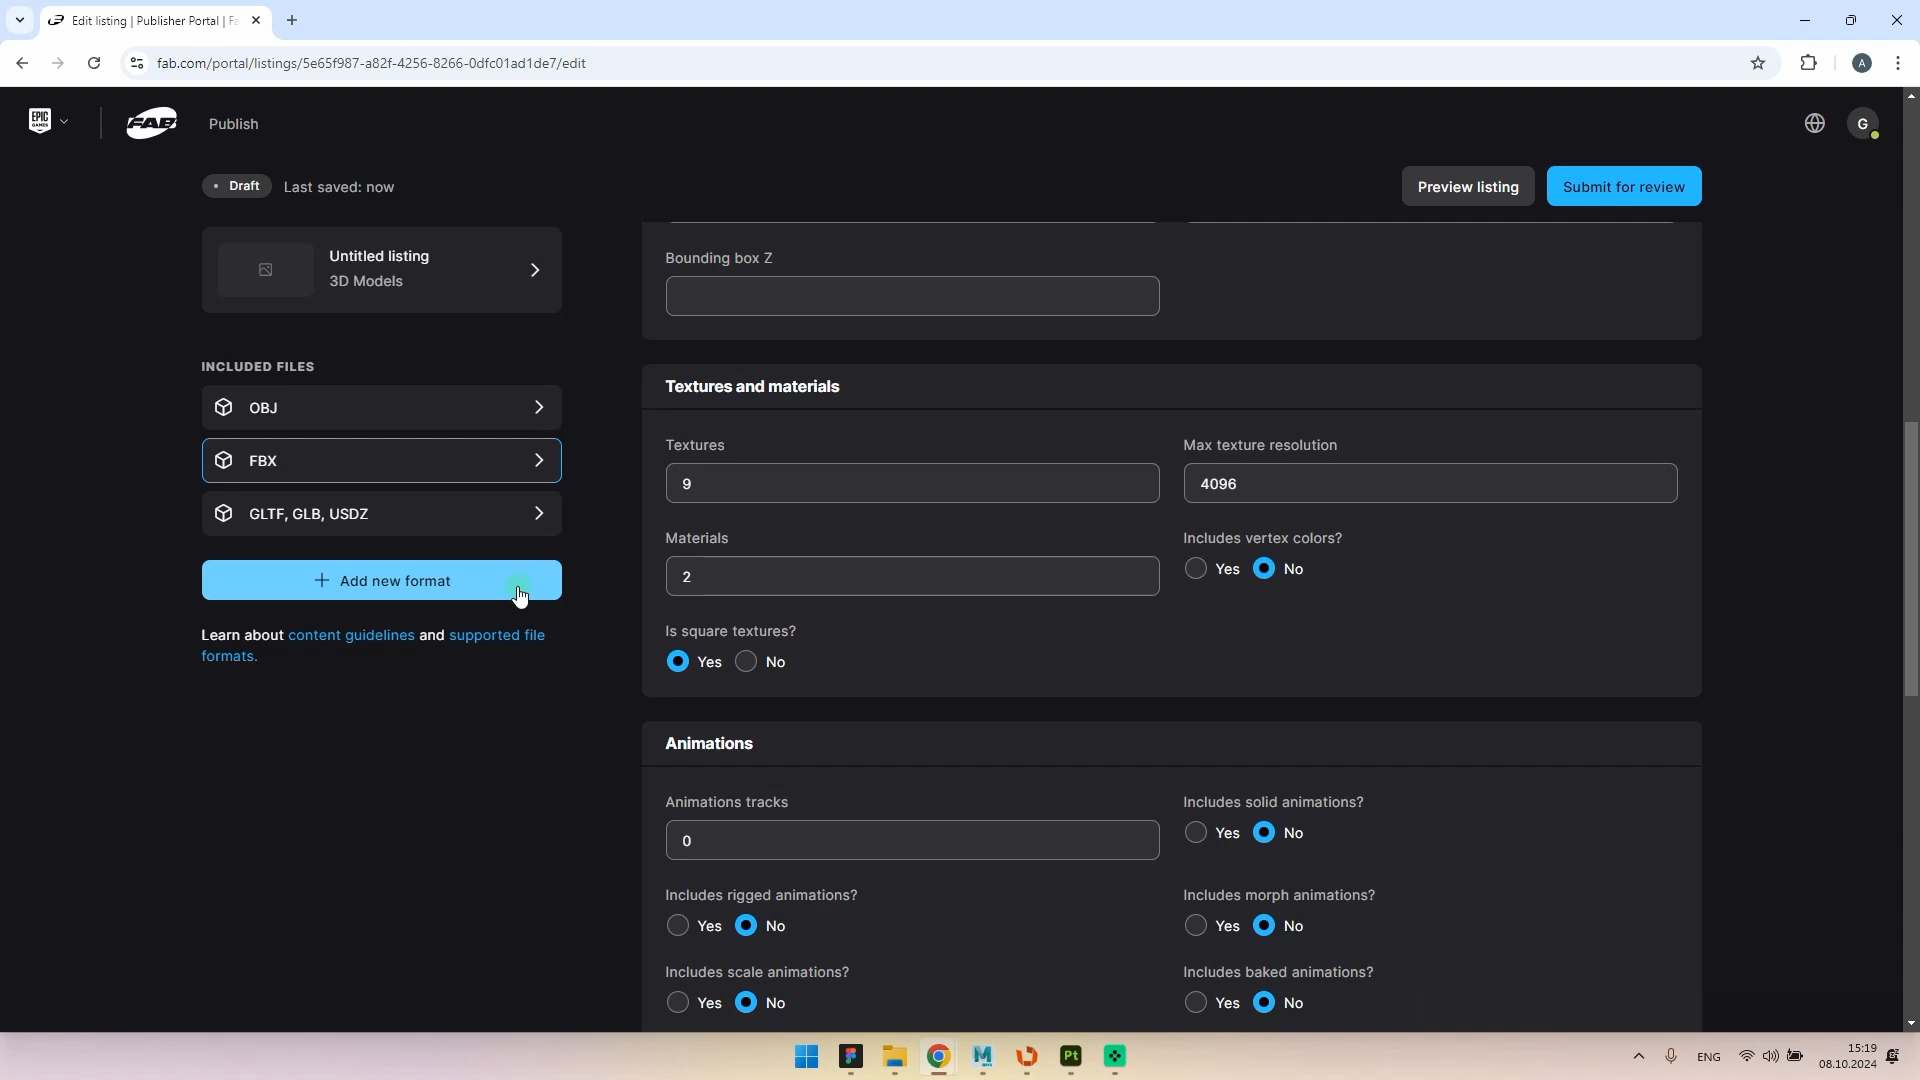 Edit listing | Publisher Portal | Fa
fab.com/portal/listings/5e65f987-a82f-4256-8266-0dfc01ad1de7/edit
A
EPIC GAMES
FAB
Publish
G
Draft
Last saved: now
Preview listing
Submit for review
Untitled listing
3D Models
Bounding box Z
INCLUDED FILES
OBJ
FBX
GLTF, GLB, USDZ
+ Add new format
Learn about content guidelines and supported file
formats.
Textures and materials
Textures
Max texture resolution
9
4096
Materials
Includes vertex colors?
2
Yes No
Is square textures?
Yes No
Animations
Animations tracks
Includes solid animations?
0
Yes No
Includes rigged animations?
Includes morph animations?
Yes No
Yes No
Includes scale animations?
Includes baked animations?
Yes No
Yes No
M
Pt
ENG
15:19
08.10.2024